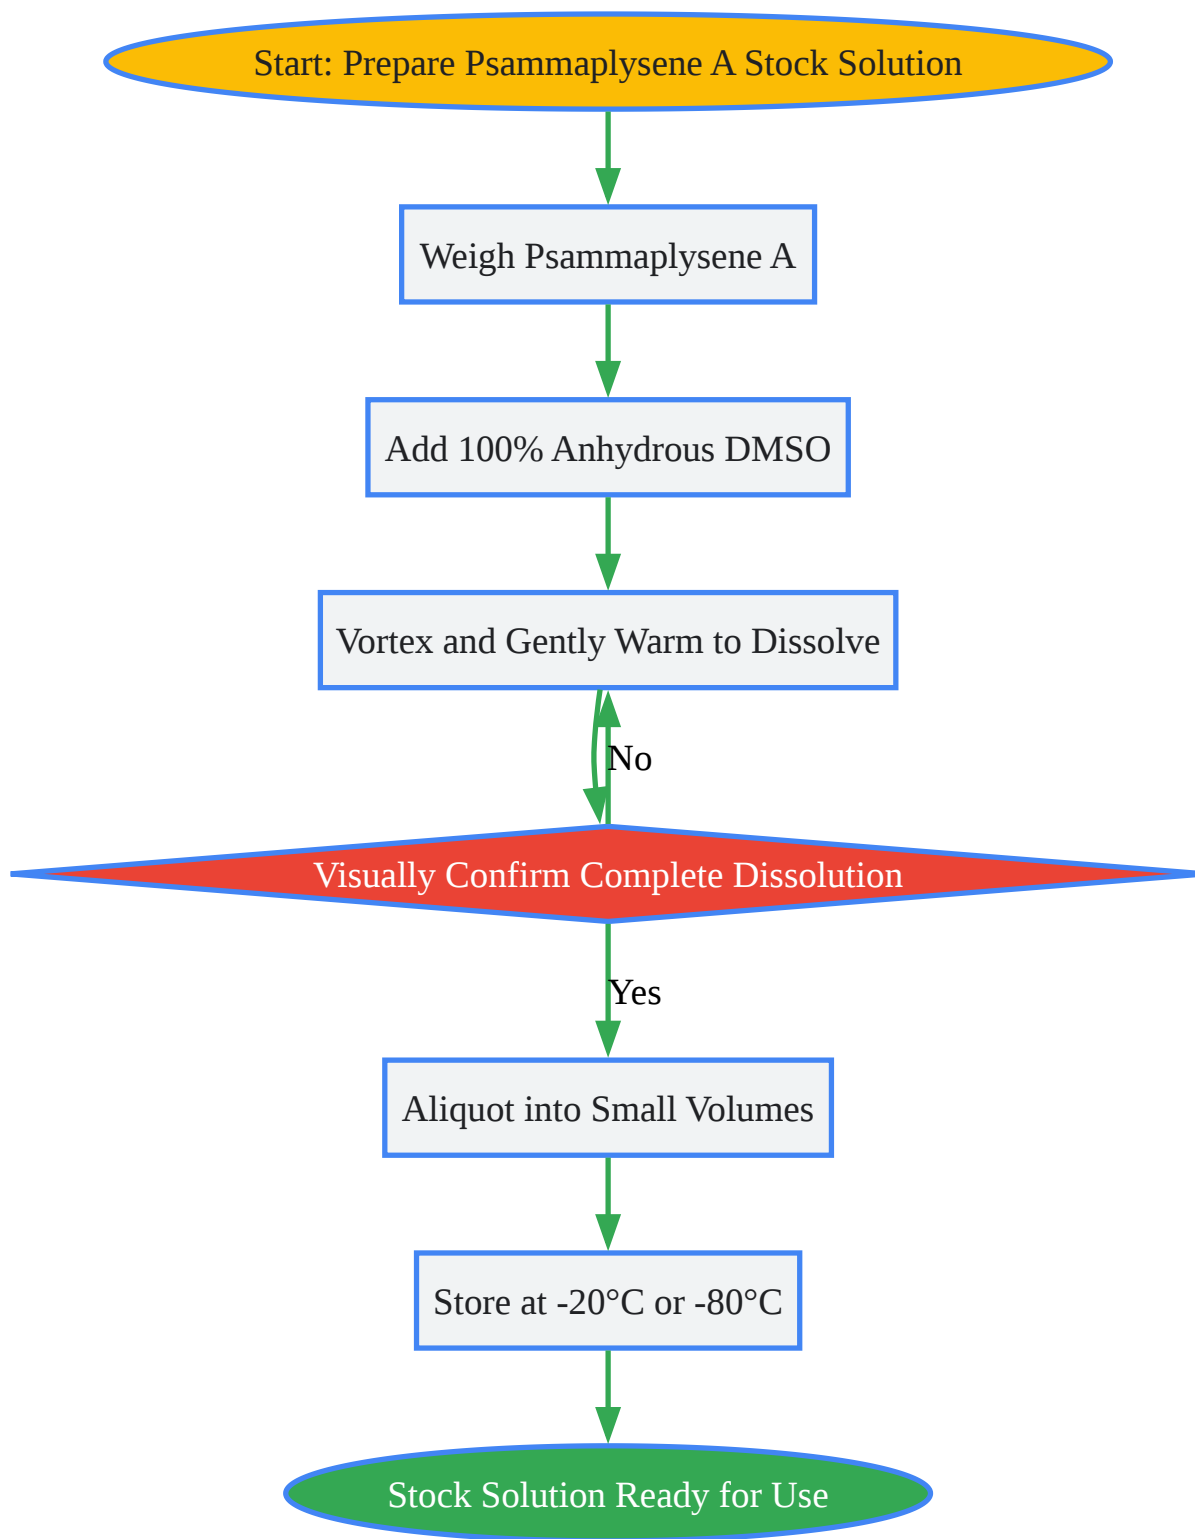 Start: Prepare Psammaplysene A Stock Solution
Weigh Psammaplysene A
Add 100% Anhydrous DMSO
Vortex and Gently Warm to Dissolve
No
Visually Confirm Complete Dissolution
Yes
Aliquot into Small Volumes
Store at -20°C or -80°C
Stock Solution Ready for Use